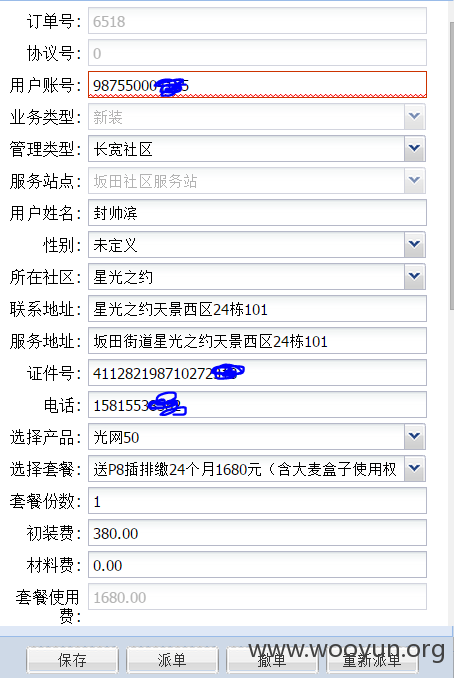 订单号： 6518
协议号： 0
用户账号： 98755000 5
业务类型： 新装
管理类型： 长宽社区
服务站点： 坂田社区服务站
用户姓名： 封帅滨
性别： 未定义
所在社区： 星光之约
联系地址： 星光之约天景西区24栋101
服务地址： 坂田街道星光之约天景西区24栋101
证件号： 411282198710272
电话： 1581553
选择产品： 光网50
选择套餐： 送P8插排缴24个月1680元（含大麦盒子使用权
套餐份数： 1
初装费： 380.00
材料费： 0.00
套餐使用
费： 1680.00
保存 派单 撤单 重新派单
www.wooyun.org